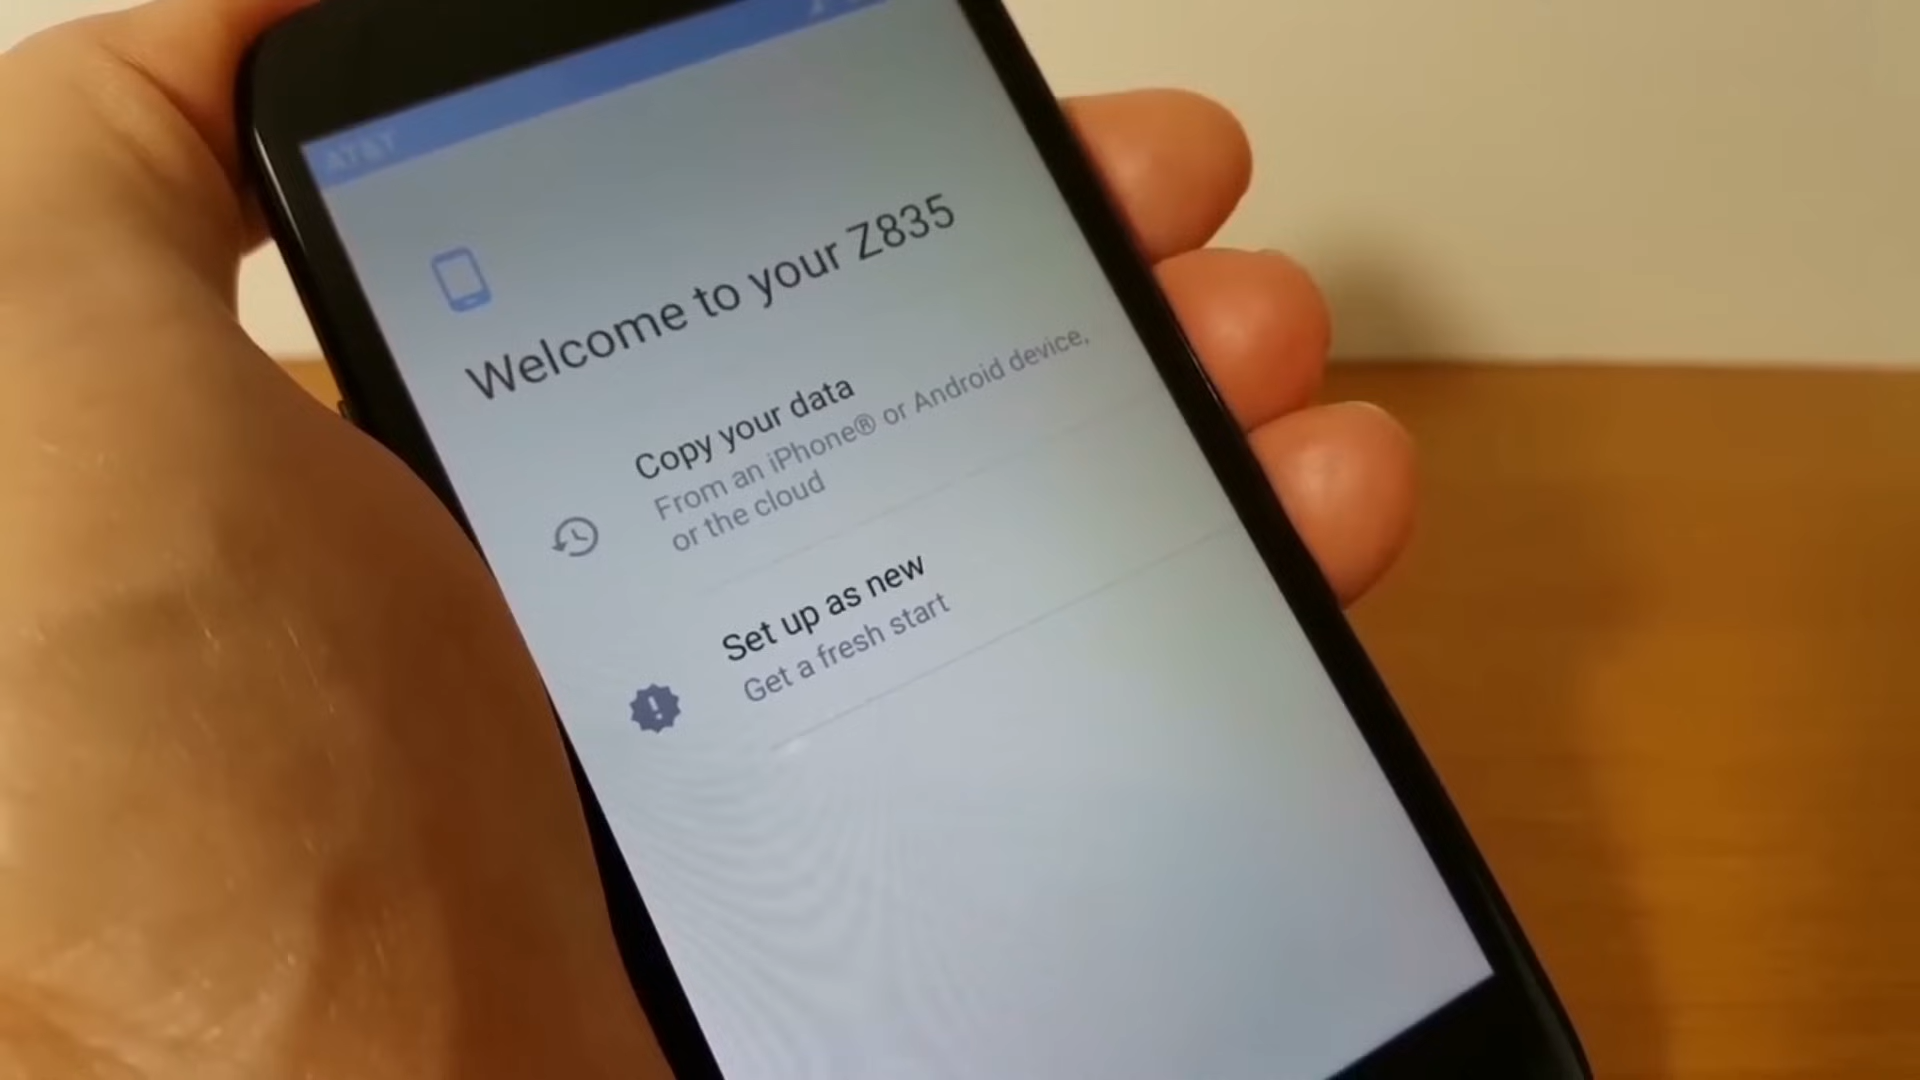 AT&T
Welcome to your Z835
Copy your data
From an iPhone® or Android device,
or the cloud
Set up as new
Get a fresh start